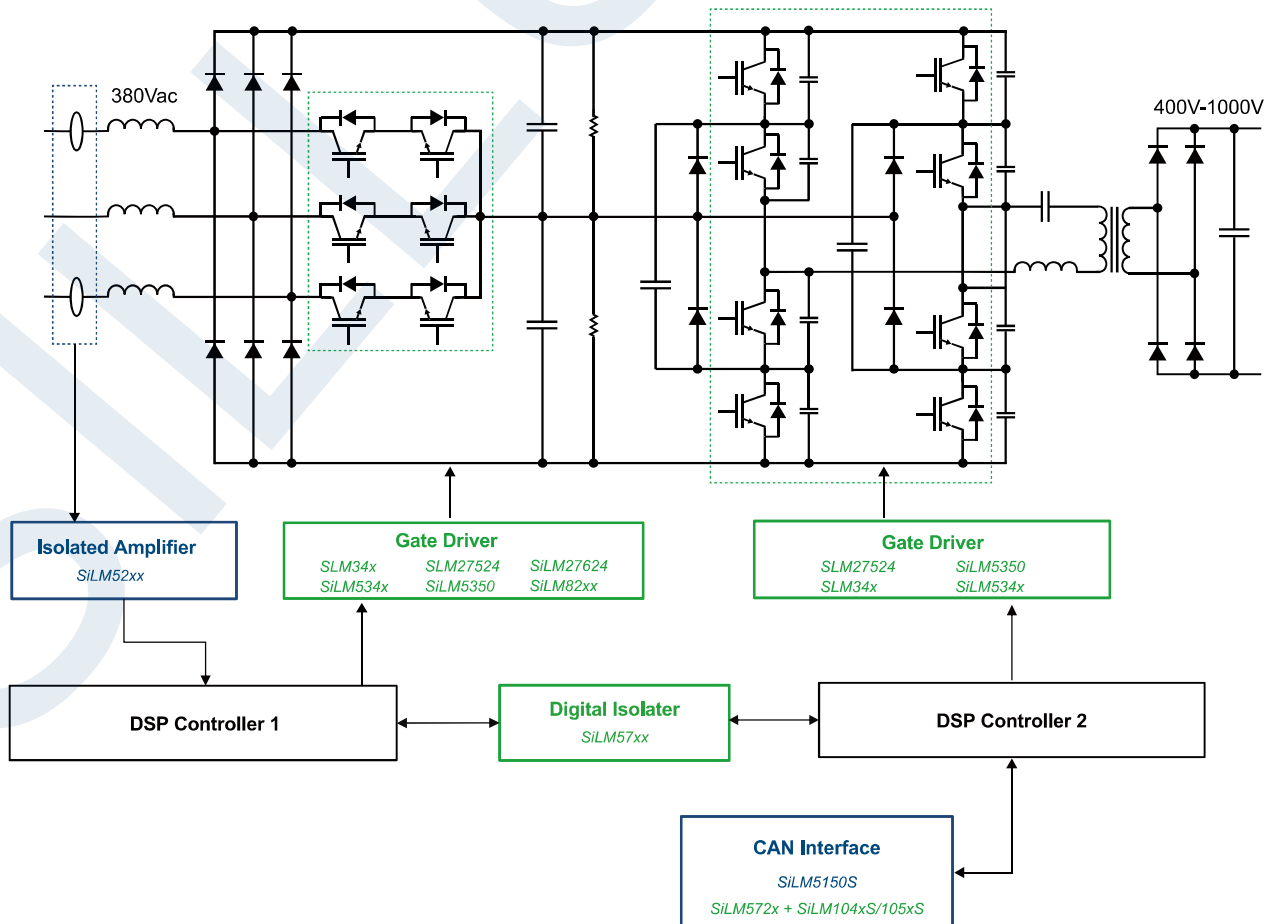 380Vac
400V-1000V
Isolated Amplifier
SiLM52xx
Gate Driver
SLM34x SLM27524 SiLM27624
SiLM534x SiLM5350 SiLM82xx
Gate Driver
SLM27524 SiLM5350
SLM34x SiLM534x
DSP Controller 1
Digital Isolater
SiLM57xx
DSP Controller 2
CAN Interface
SiLM5150S
SiLM572x + SiLM104xS/105xS